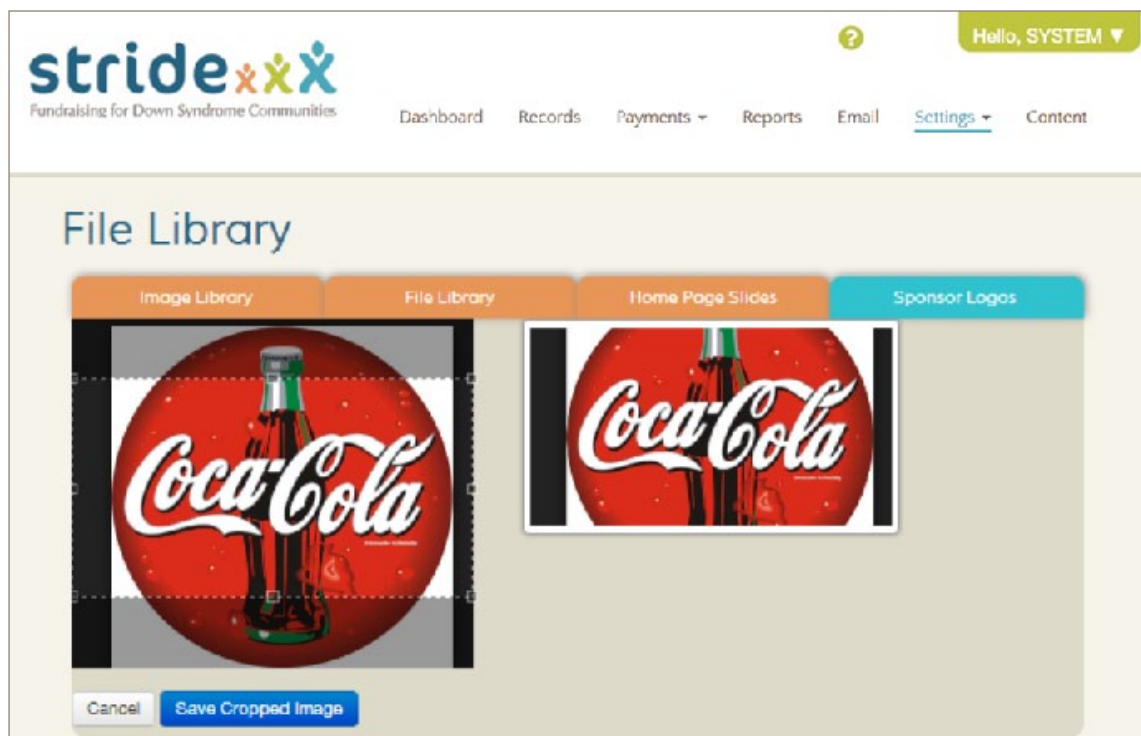 Hello, SYSTEM ▼
stride
Fundraising for Down Syndrome Communities
Dashboard Records Payments Reports Email Settings Content
File Library
Image Library File Library Home Page Slides Sponsor Logos
Coca-Cola Coca-Cola
Cancel Save Cropped Image